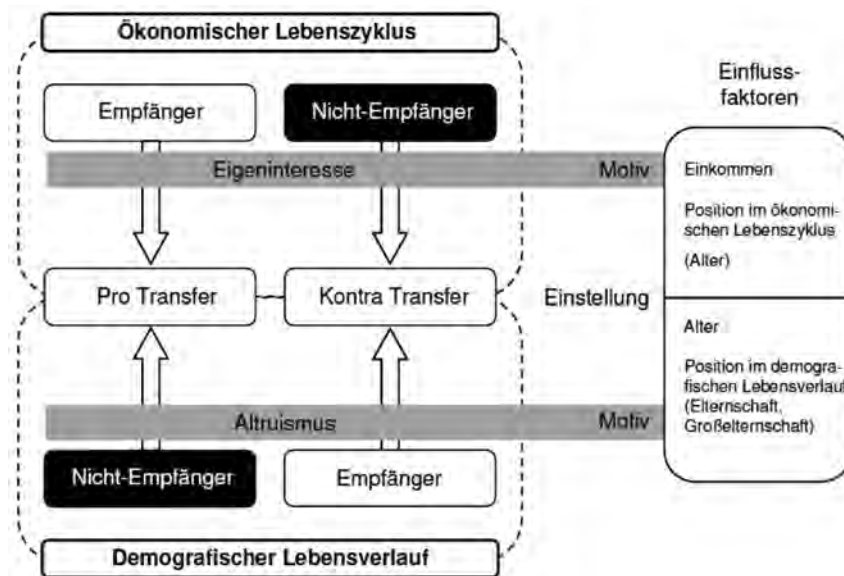 Ökonomischer Lebenszyklus
Einfluss-
faktoren
Empfänger
Nicht-Empfänger
Eigeninteresse
Motiv
Einkommen
Position im ökonomi-
schen Lebenszyklus
(Alter)
Pro Transfer
Kontra Transfer
Einstellung
Alter
Position im demogra-
fischen Lebensverlauf
(Elternschaft,
Großelternschaft)
Altruismus
Motiv
Nicht-Empfänger
Empfänger
Demografischer Lebensverlauf